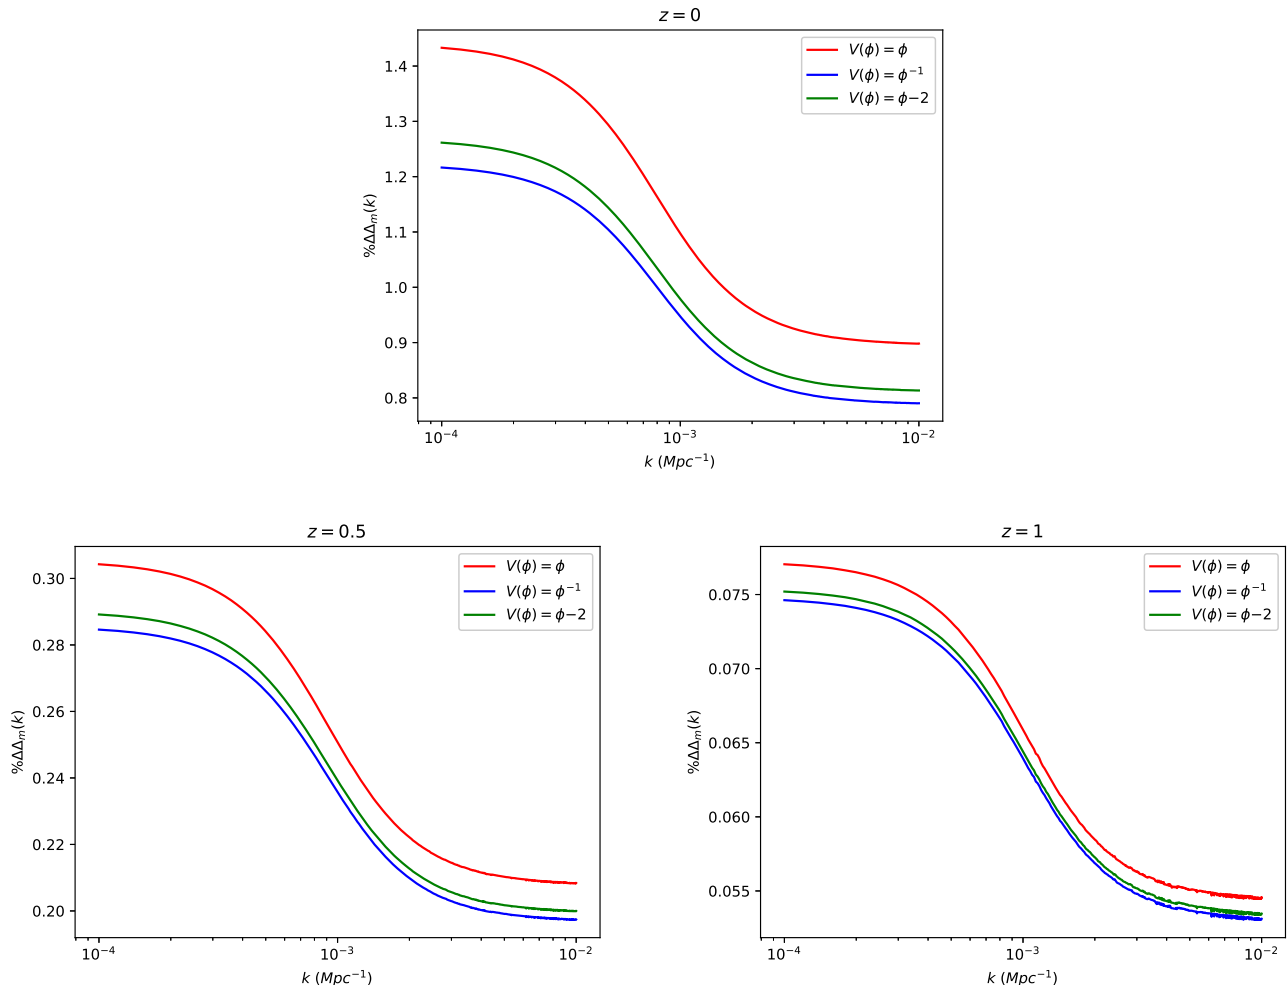 z = 0
%ΔΔₘ(k)
1.4
1.3
1.2
1.1
1.0
0.9
0.8
V(ϕ) = ϕ
V(ϕ) = ϕ⁻¹
V(ϕ) = ϕ−2
10⁻⁴
10⁻³
10⁻²
k (Mpc⁻¹)
z = 0.5
%ΔΔₘ(k)
0.30
0.28
0.26
0.24
0.22
0.20
V(ϕ) = ϕ
V(ϕ) = ϕ⁻¹
V(ϕ) = ϕ−2
10⁻⁴
10⁻³
10⁻²
k (Mpc⁻¹)
z = 1
%ΔΔₘ(k)
0.075
0.070
0.065
0.060
0.055
V(ϕ) = ϕ
V(ϕ) = ϕ⁻¹
V(ϕ) = ϕ−2
10⁻⁴
10⁻³
10⁻²
k (Mpc⁻¹)